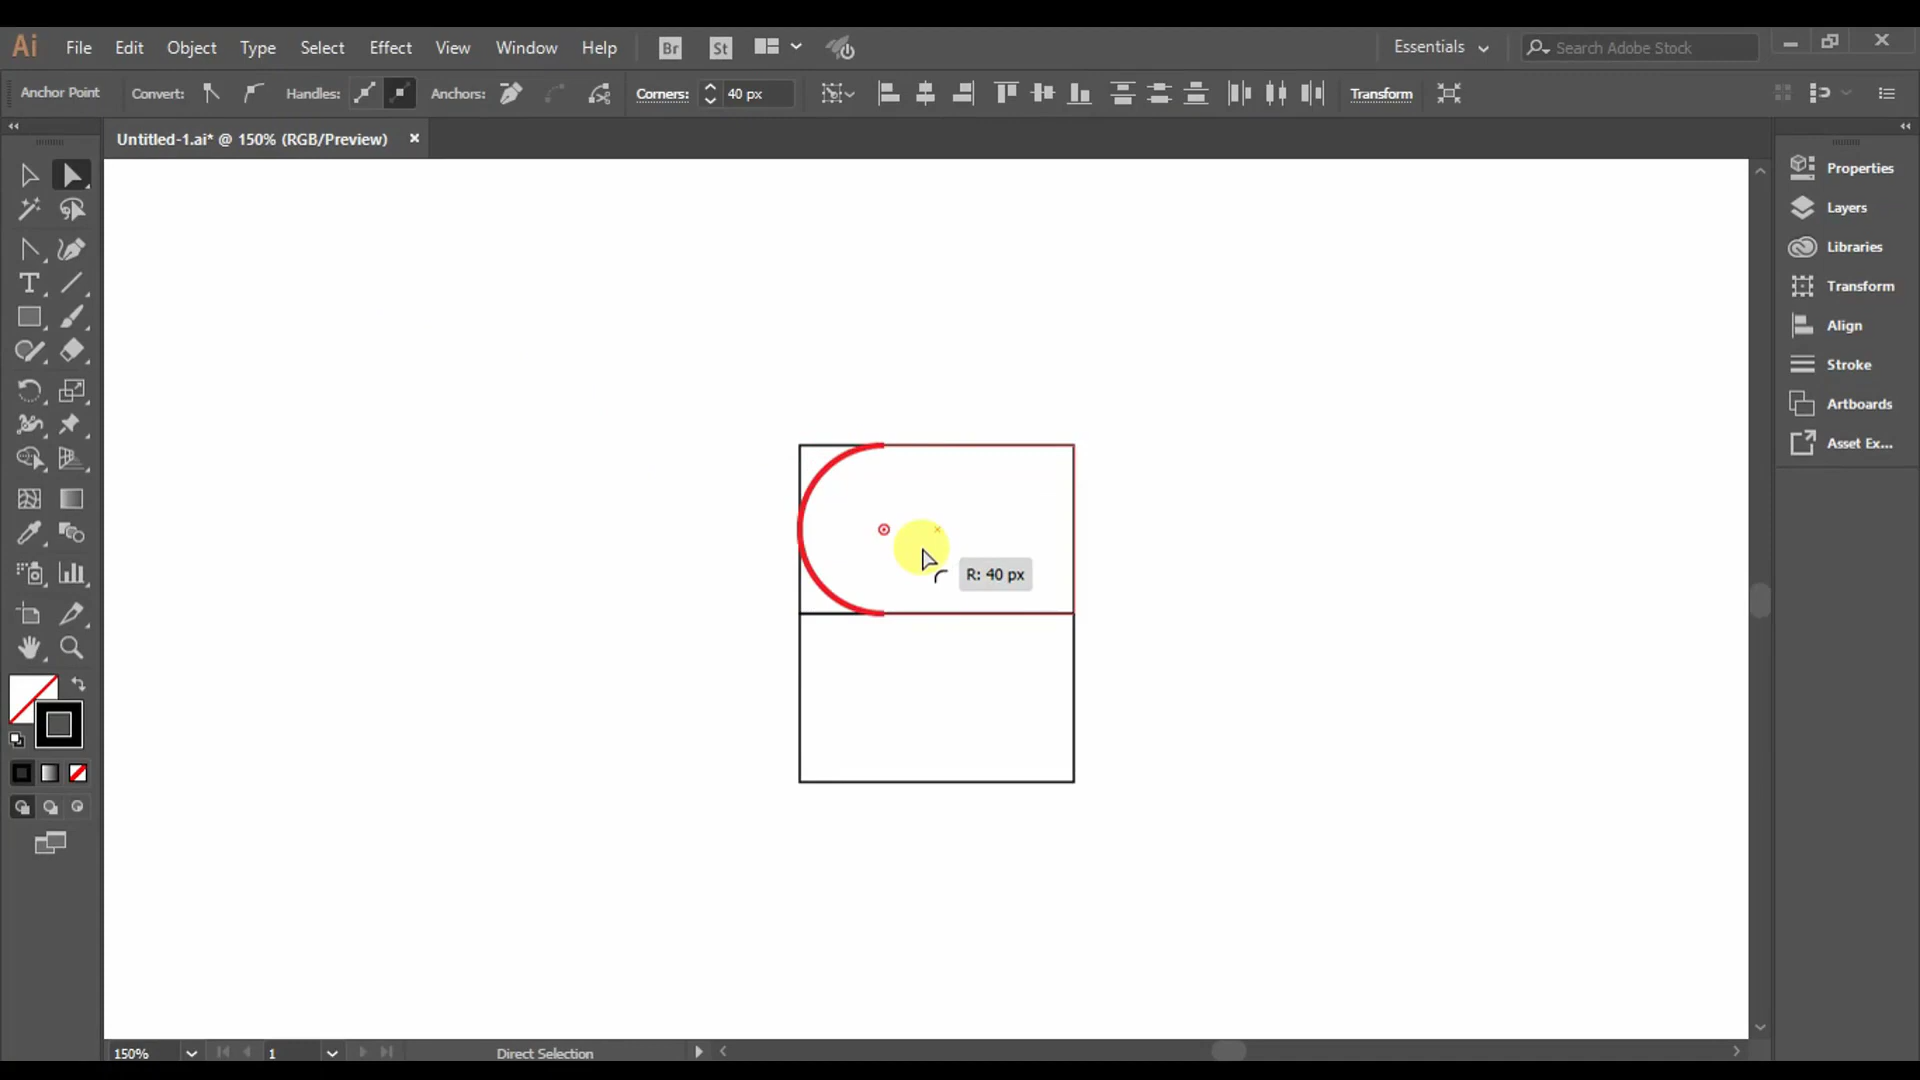 Ai File Edit Object Type Select Effect View Window Help Br St Essentials Search Adobe Stock
Anchor Point Convert: Handles: Anchors: Corners: 40 px Transform
Untitled-1.ai* @ 150% (RGB/Preview)
Properties
Layers
Libraries
Transform
Align
Stroke
Artboards
Asset Ex...
R: 40 px
150% 1 Direct Selection